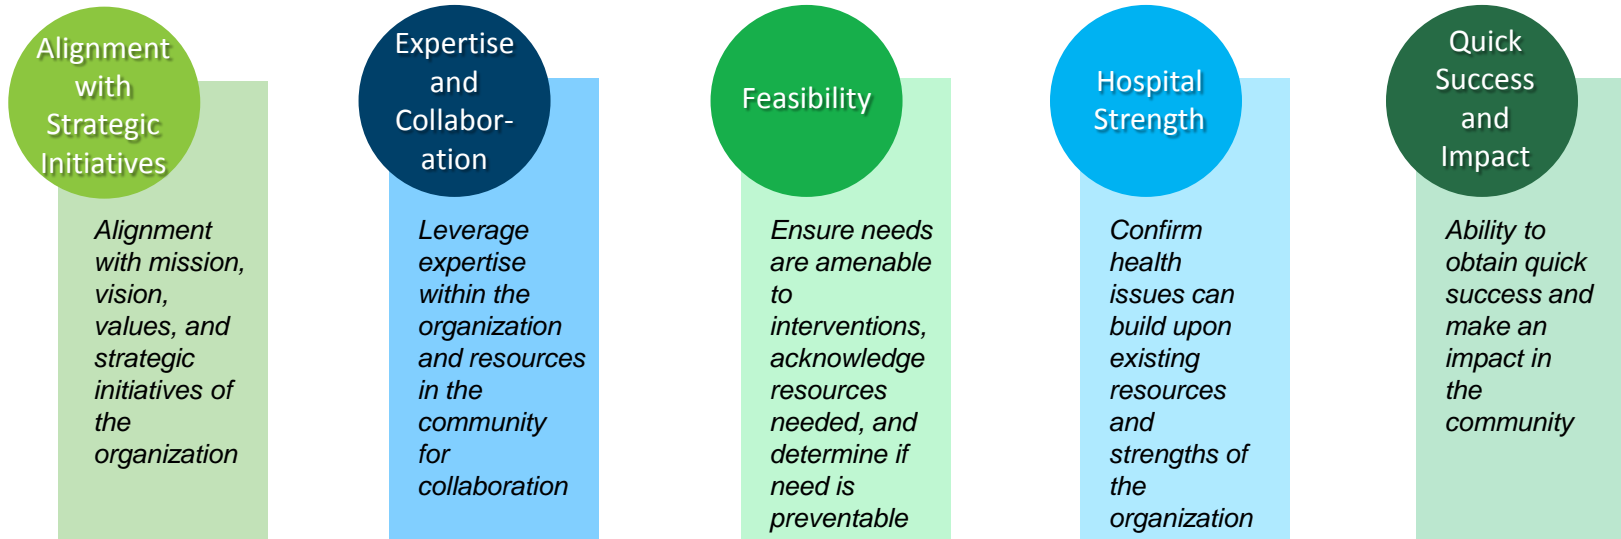 Alignment
with
Strategic
Initiatives
Alignment
with mission,
vision,
values, and
strategic
initiatives of
the
organization
Expertise
and
Collabor-
ation
Leverage
expertise
within the
organization
and resources
in the
community
for
collaboration
Feasibility
Ensure needs
are amenable
to
interventions,
acknowledge
resources
needed, and
determine if
need is
preventable
Hospital
Strength
Confirm
health
issues can
build upon
existing
resources
and
strengths of
the
organization
Quick
Success
and
Impact
Ability to
obtain quick
success and
make an
impact in
the
community